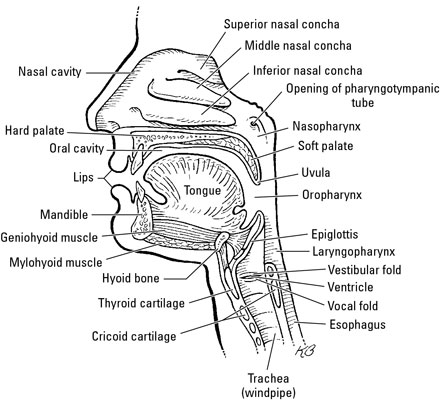 Superior nasal concha
Middle nasal concha
Nasal cavity
Inferior nasal concha
Opening of pharyngotympanic
tube
Hard palate
Nasopharynx
Oral cavity
Soft palate
Lips
Uvula
Tongue
Oropharynx
Mandible
Geniohyoid muscle
Epiglottis
Laryngopharynx
Mylohyoid muscle
Vestibular fold
Hyoid bone
Ventricle
Thyroid cartilage
Vocal fold
Esophagus
Cricoid cartilage
KB
Trachea
(windpipe)